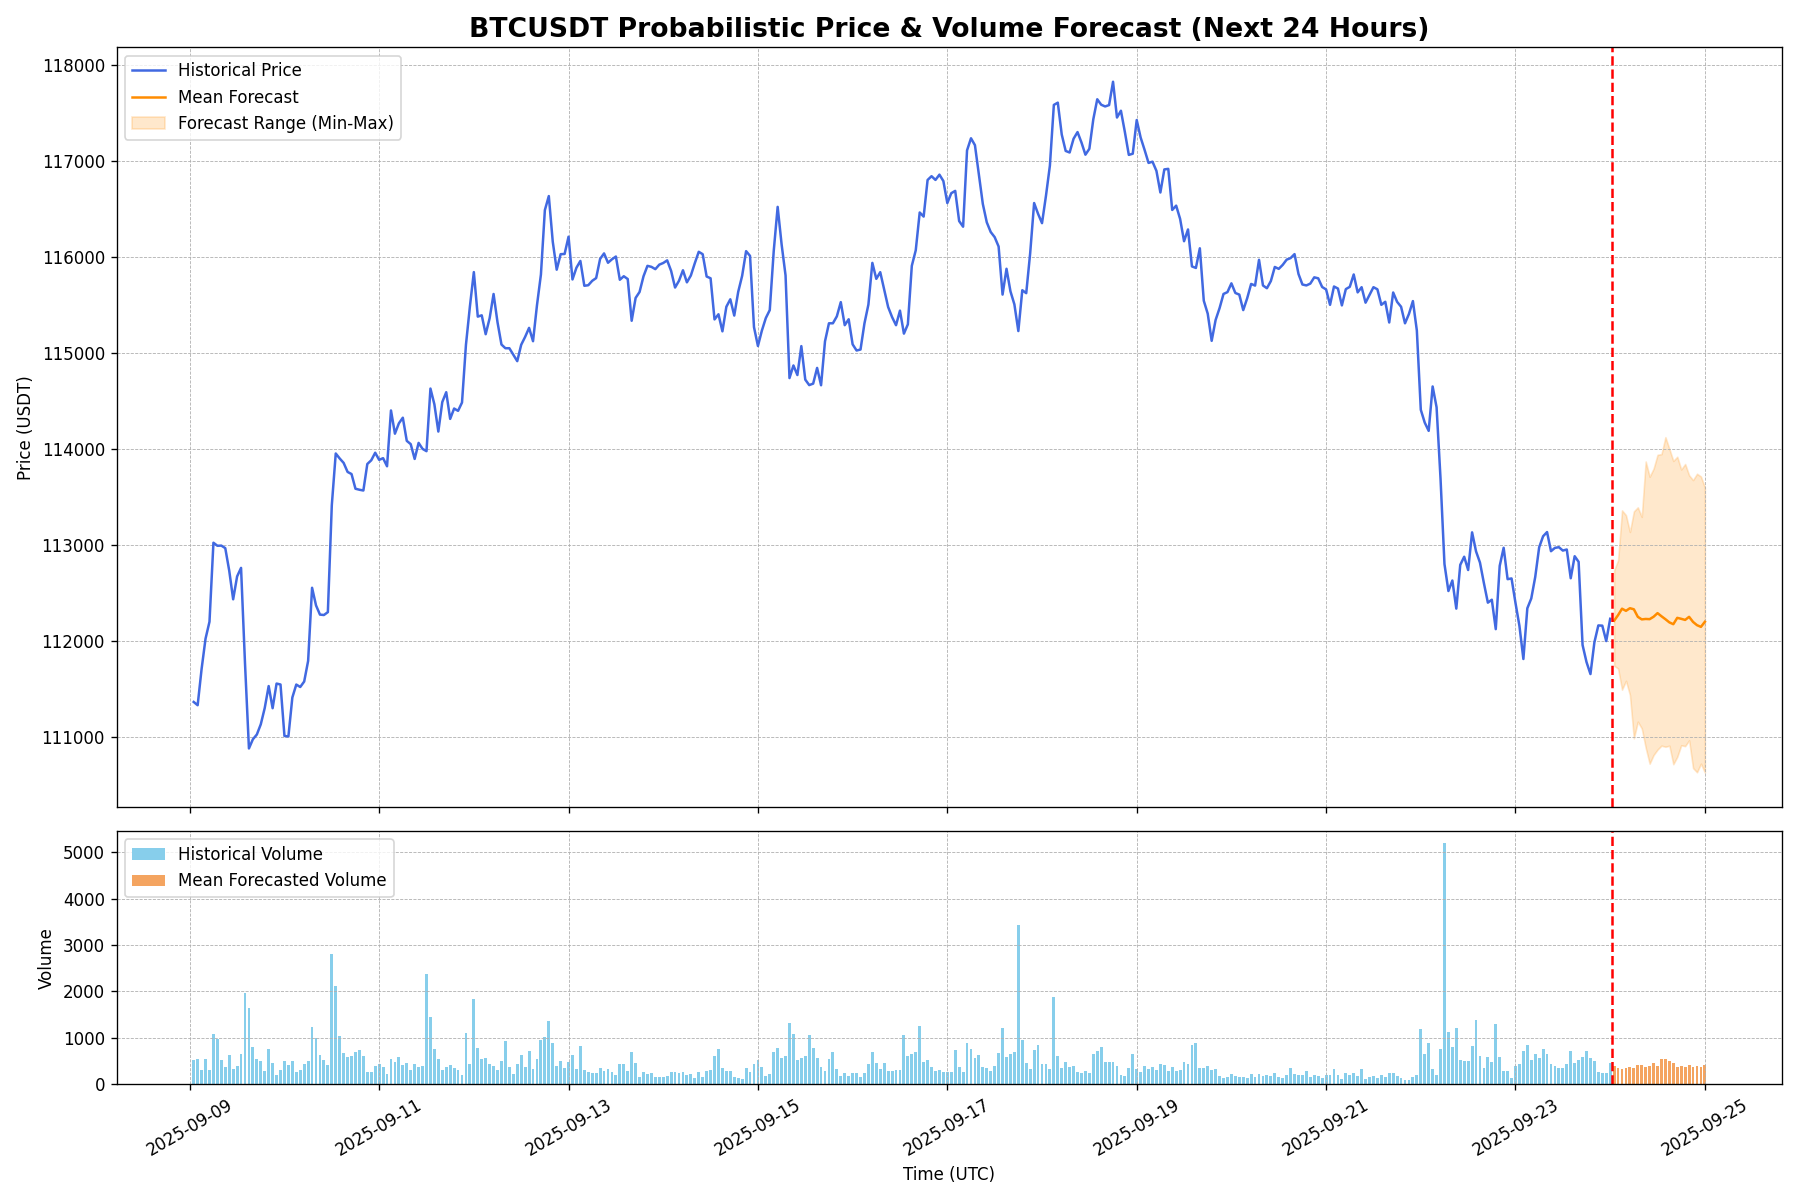 BTCUSDT Probabilistic Price & Volume Forecast (Next 24 Hours)
Historical Price
Mean Forecast
Forecast Range (Min-Max)
118000
117000
116000
115000
114000
113000
112000
111000
Price (USDT)
Historical Volume
Mean Forecasted Volume
5000
4000
3000
2000
1000
0
Volume
2025-09-09
2025-09-11
2025-09-13
2025-09-15
2025-09-17
2025-09-19
2025-09-21
2025-09-23
2025-09-25
Time (UTC)